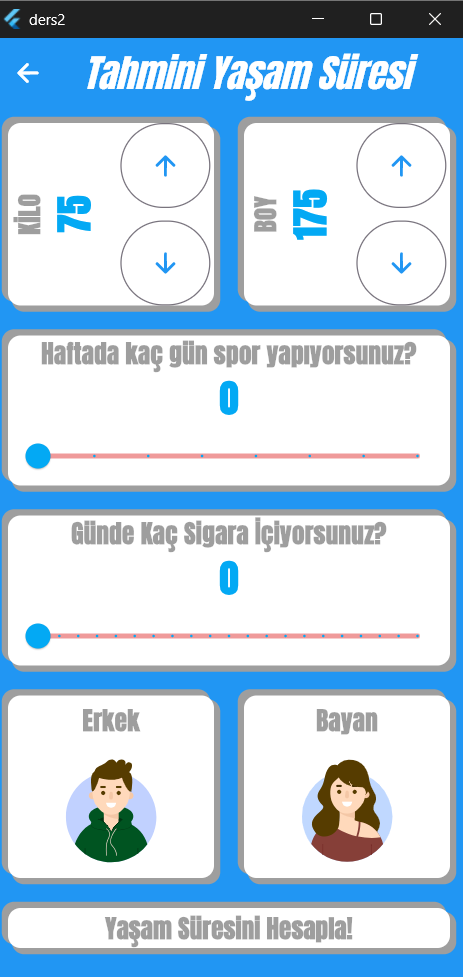 ders2
Tahmini Yaşam Süresi
KİLO
75
BOY
175
Haftada kaç gün spor yapıyorsunuz?
0
Günde Kaç Sigara İçiyorsunuz?
0
Erkek
Bayan
Yaşam Süresini Hesapla!